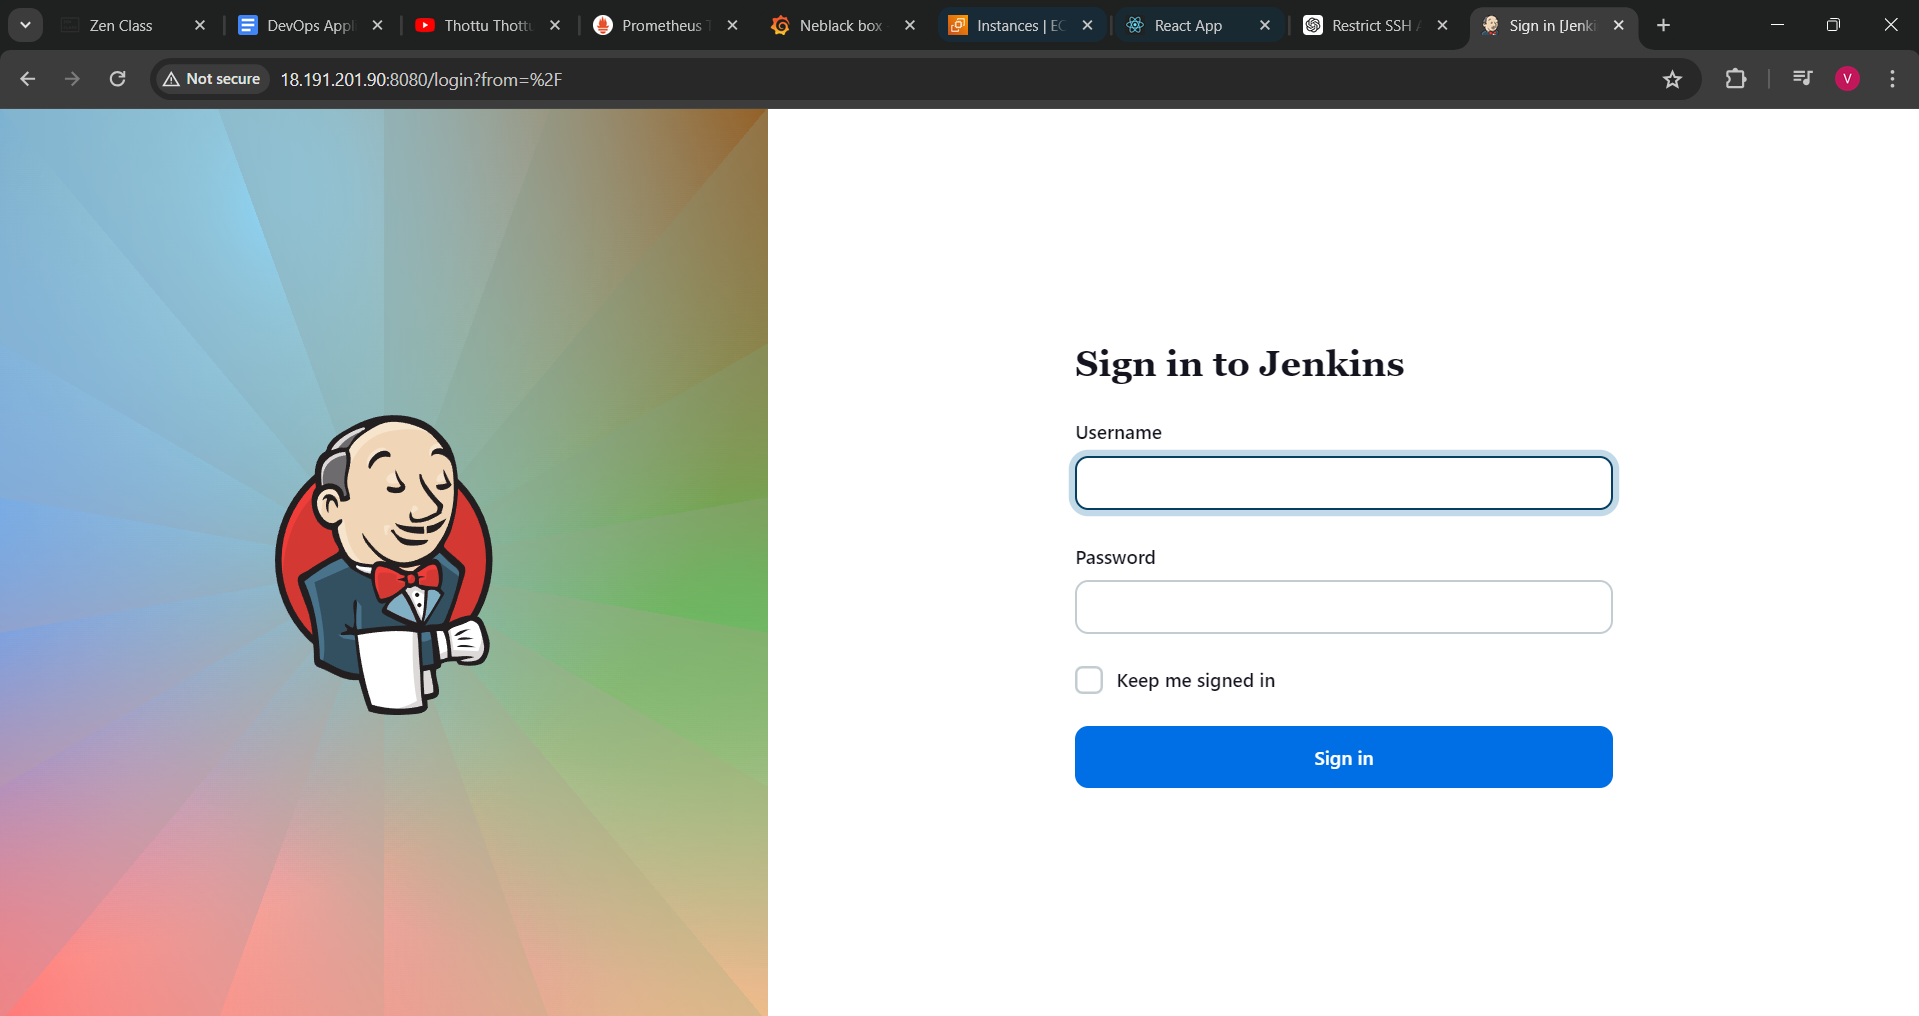 Zen Class
DevOps Appli
Thottu Thottu
Prometheus T
Neblack box
Instances | EC
React App
Restrict SSH A
Sign in [Jenki
Not secure
18.191.201.90:8080/login?from=%2F
V
Sign in to Jenkins
Username
Password
Keep me signed in
Sign in